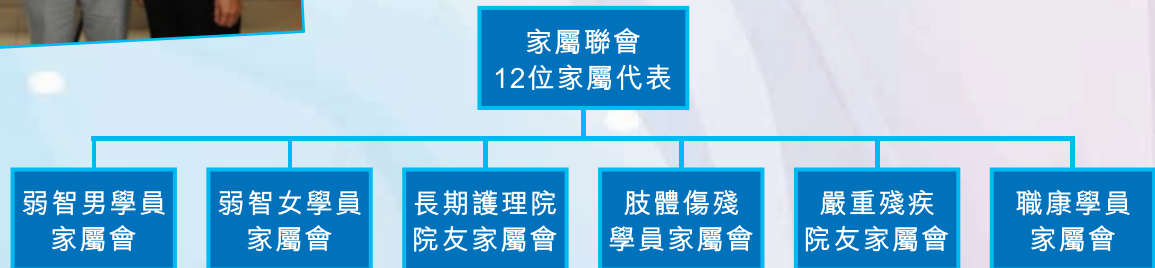 家屬聯會
12位家屬代表
弱智男學員
家屬會
弱智女學員
家屬會
長期護理院
院友家屬會
肢體傷殘
學員家屬會
嚴重殘疾
院友家屬會
職康學員
家屬會